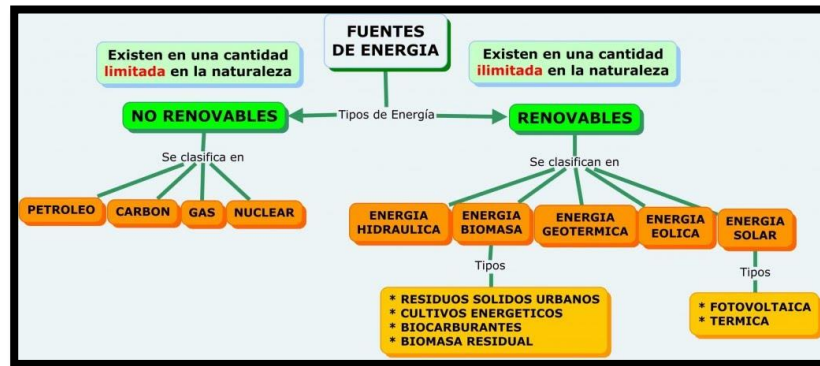 FUENTES
DE ENERGIA
Existen en una cantidad
limitada en la naturaleza
Existen en una cantidad
ilimitada en la naturaleza
NO RENOVABLES
Tipos de Energía
RENOVABLES
Se clasifica en
Se clasifican en
PETROLEO
CARBON
GAS
NUCLEAR
ENERGIA
HIDRAULICA
ENERGIA
BIOMASA
ENERGIA
GEOTERMICA
ENERGIA
EOLICA
ENERGIA
SOLAR
Tipos
Tipos
* RESIDUOS SOLIDOS URBANOS
* CULTIVOS ENERGETICOS
* BIOCARBURANTES
* BIOMASA RESIDUAL
* FOTOVOLTAICA
* TERMICA